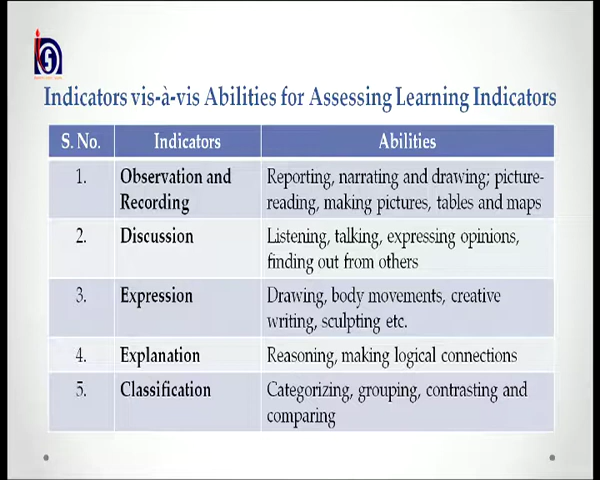 Indicators vis-à-vis Abilities for Assessing Learning Indicators
S. No. Indicators Abilities
1. Observation and Recording Reporting, narrating and drawing; picture-
reading, making pictures, tables and maps
2. Discussion Listening, talking, expressing opinions,
finding out from others
3. Expression Drawing, body movements, creative
writing, sculpting etc.
4. Explanation Reasoning, making logical connections
5. Classification Categorizing, grouping, contrasting and
comparing